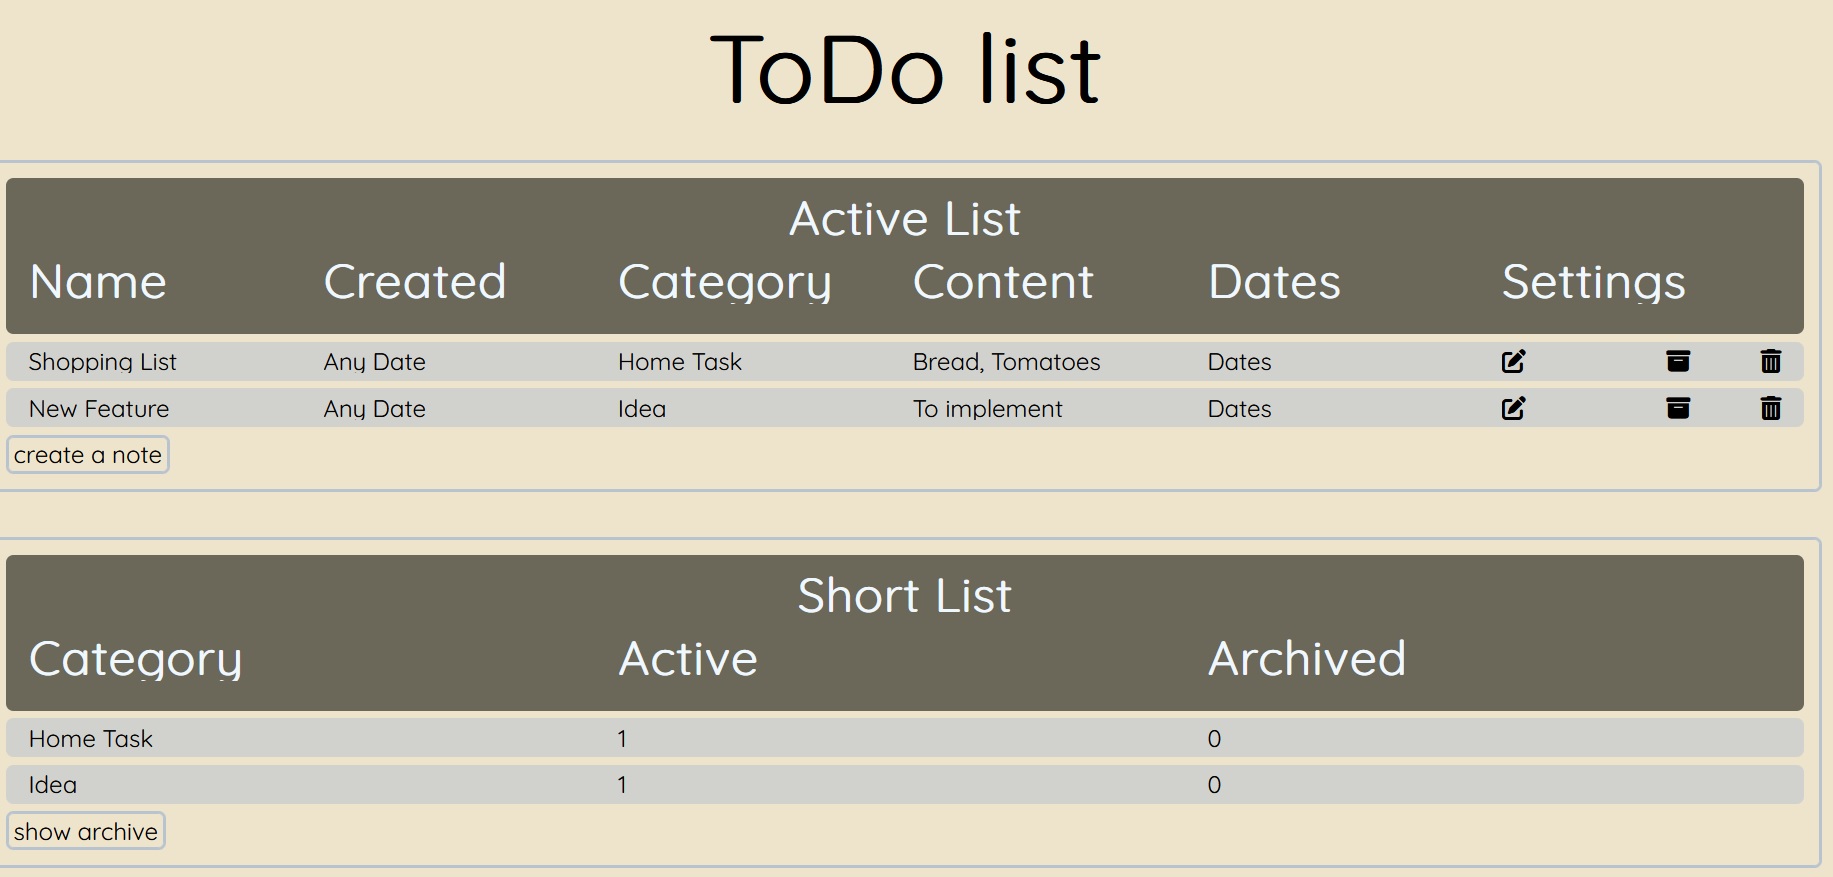 ToDo list
Active List
Name Created Category Content Dates Settings
Shopping List Any Date Home Task Bread, Tomatoes Dates
New Feature Any Date Idea To implement Dates
create a note
Short List
Category Active Archived
Home Task 1 0
Idea 1 0
show archive